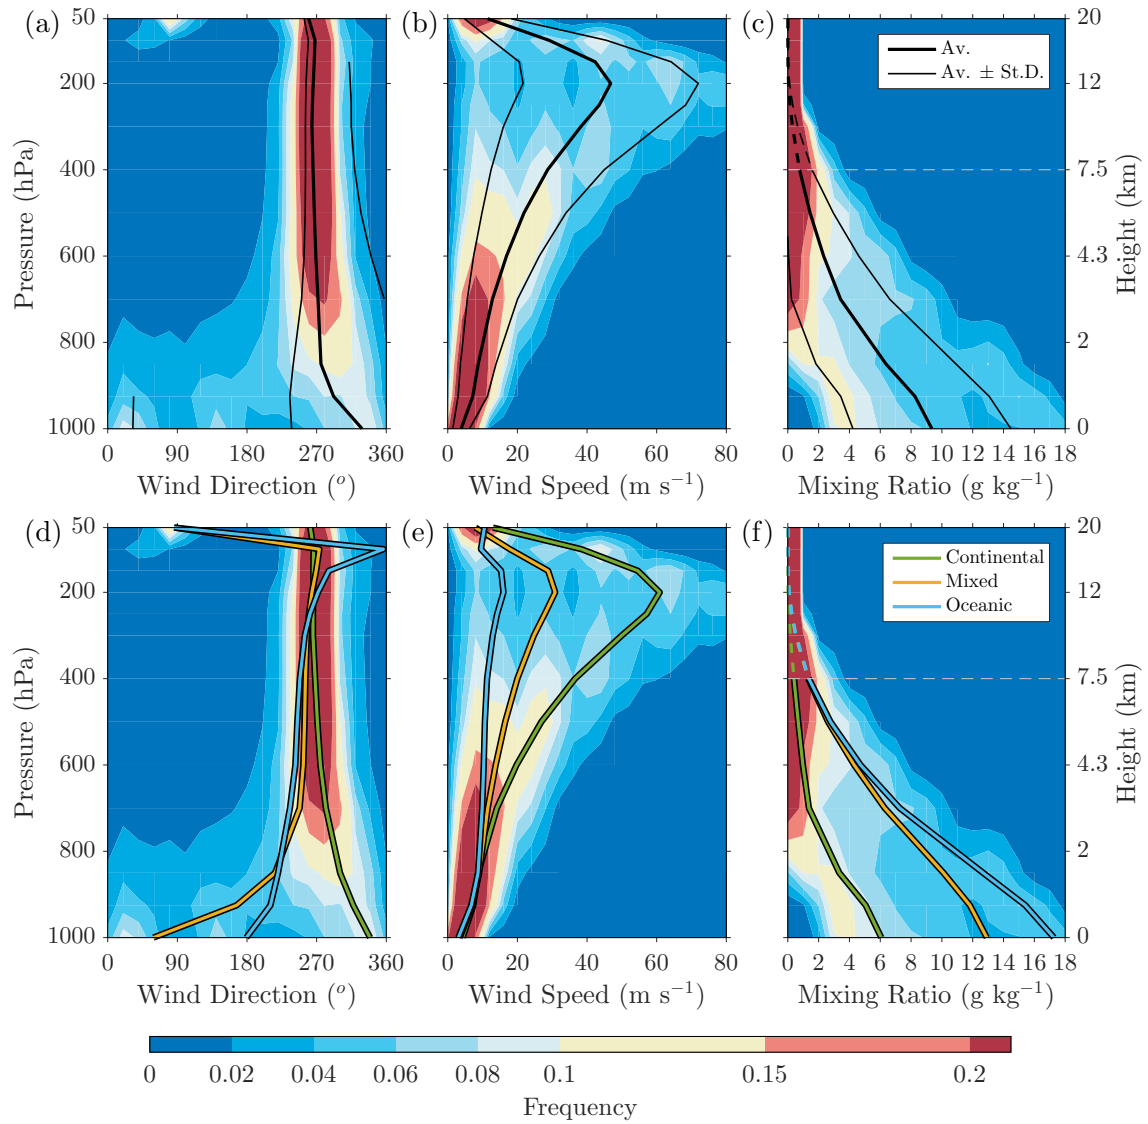 (a)
(b)
(c)
50
200
400
600
800
1000
Pressure (hPa)
0 90 180 270 360
Wind Direction (°)
0 20 40 60 80
Wind Speed (m s⁻¹)
Av.
Av. ± St.D.
20
12
7.5
4.3
2
0
Height (km)
0 2 4 6 8 10 12 14 16 18
Mixing Ratio (g kg⁻¹)
(d)
(e)
(f)
50
200
400
600
800
1000
Pressure (hPa)
0 90 180 270 360
Wind Direction (°)
0 20 40 60 80
Wind Speed (m s⁻¹)
Continental
Mixed
Oceanic
20
12
7.5
4.3
2
0
Height (km)
0 2 4 6 8 10 12 14 16 18
Mixing Ratio (g kg⁻¹)
0 0.02 0.04 0.06 0.08 0.1 0.15 0.2
Frequency